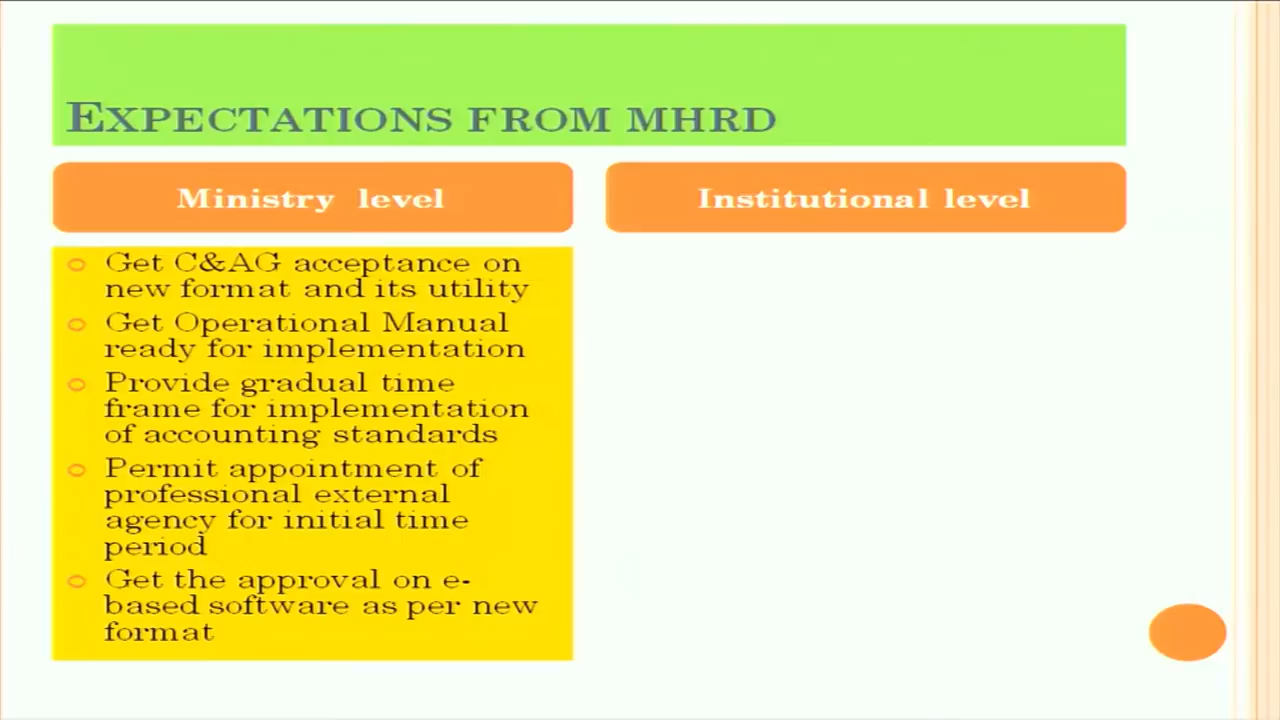 EXPECTATIONS FROM MHRD
Ministry level
Institutional level
Get C&AG acceptance on
new format and its utility
Get Operational Manual
ready for implementation
Provide gradual time
frame for implementation
of accounting standards
Permit appointment of
professional external
agency for initial time
period
Get the approval on e-
based software as per new
format